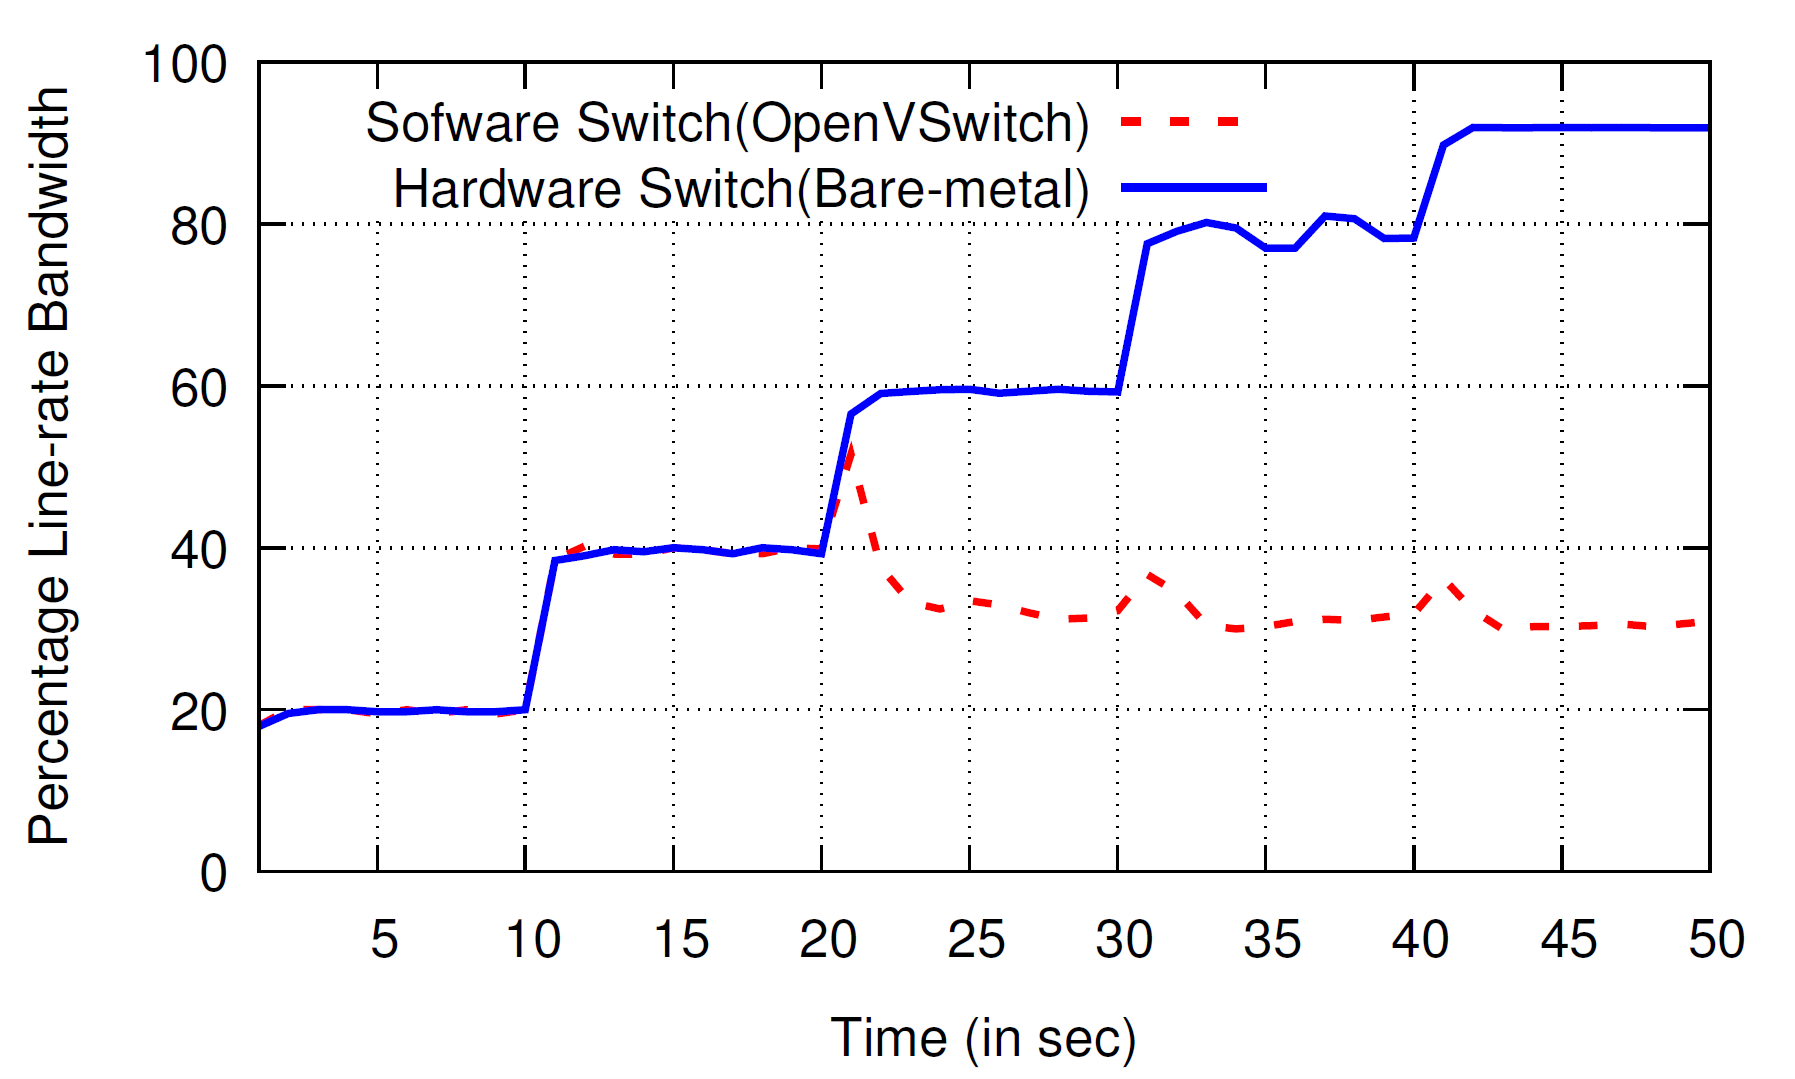 Percentage Line-rate Bandwidth
100
80
60
40
20
0
Sofware Switch(OpenVSwitch)
Hardware Switch(Bare-metal)
5 10 15 20 25 30 35 40 45 50
Time (in sec)